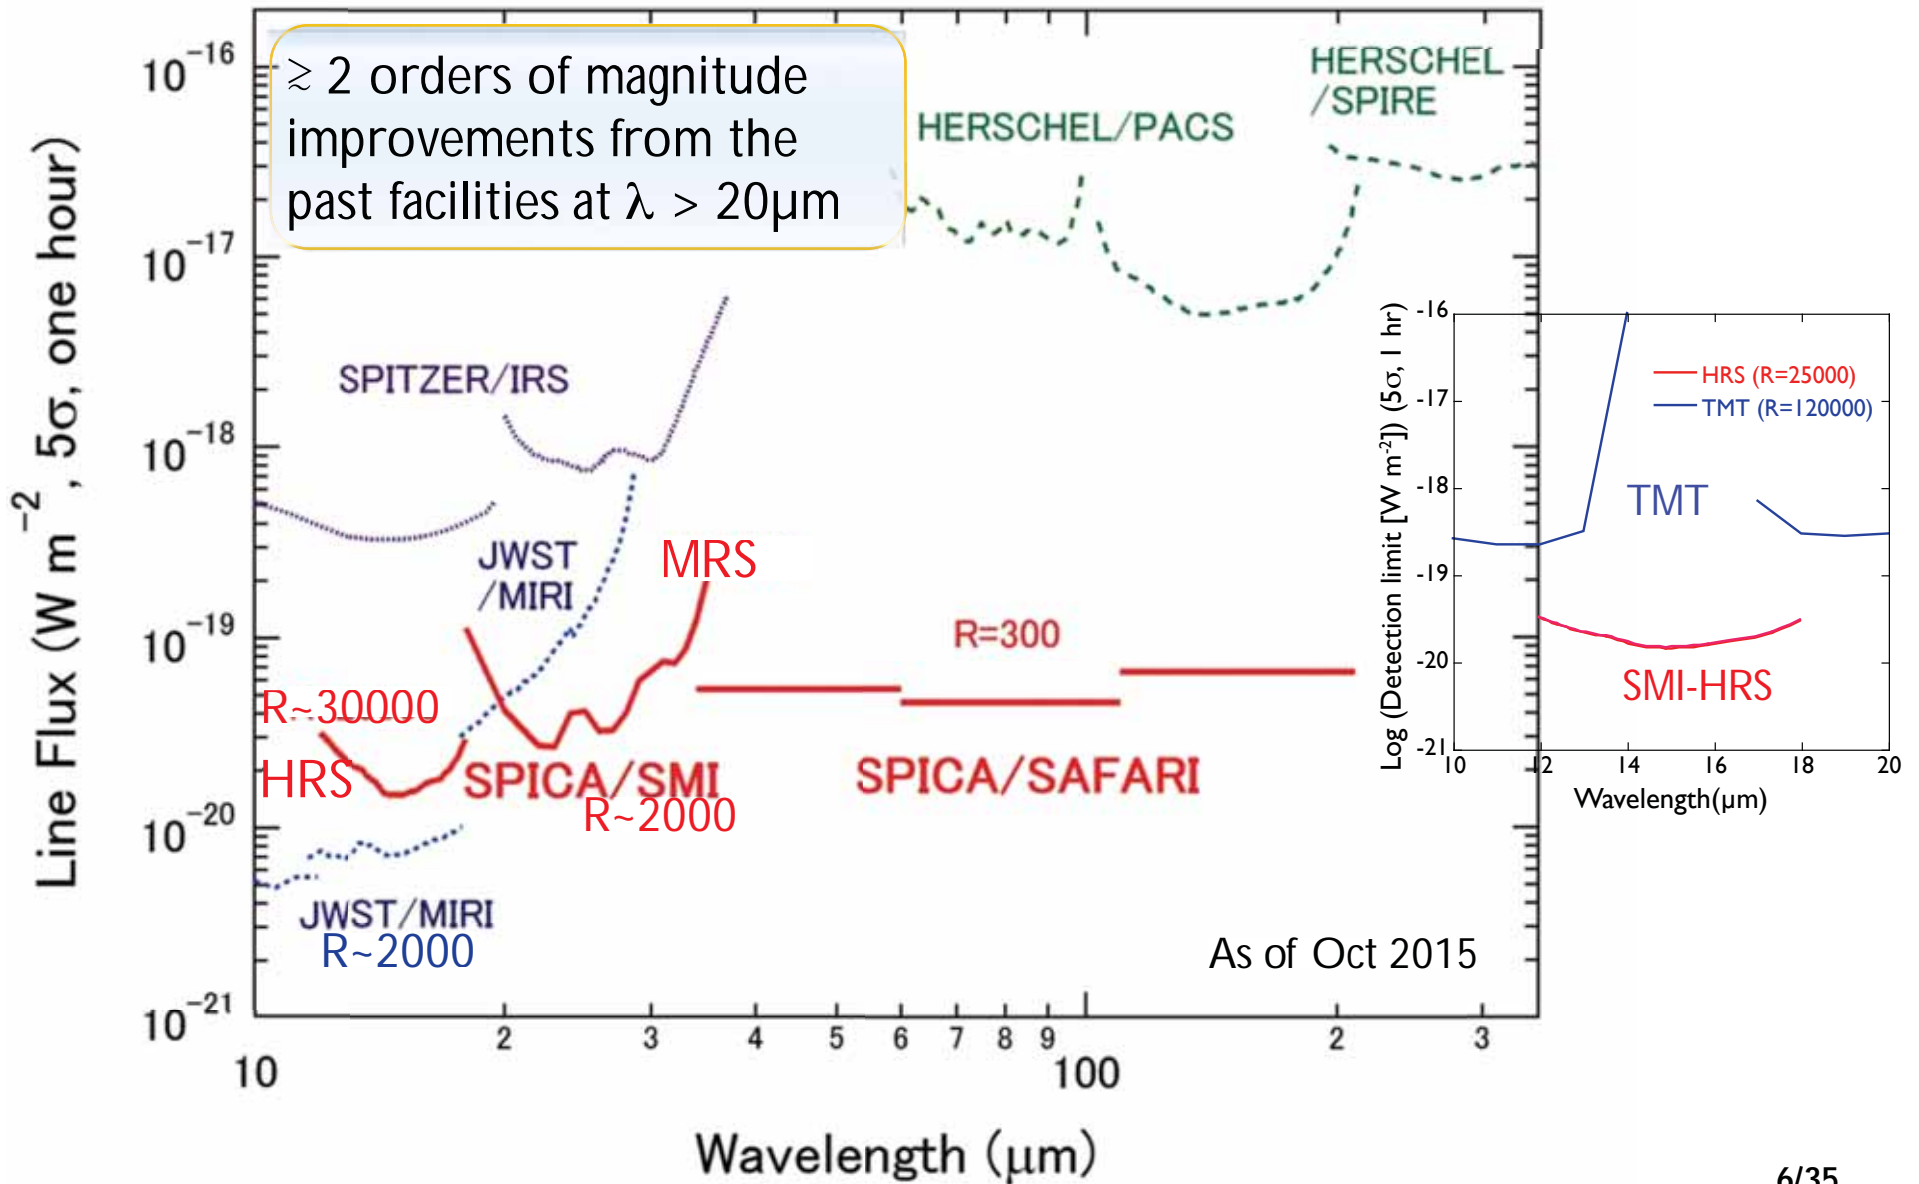 ≳ 2 orders of magnitude
improvements from the
past facilities at λ > 20μm
HERSCHEL/PACS
HERSCHEL
/SPIRE
SPITZER/IRS
JWST
/MIRI
MRS
R=300
R~30000
HRS
SPICA/SMI
R~2000
SPICA/SAFARI
JWST/MIRI
R~2000
As of Oct 2015
Line Flux (W m⁻², 5σ, one hour)
10⁻¹⁶
10⁻¹⁷
10⁻¹⁸
10⁻¹⁹
10⁻²⁰
10⁻²¹
2 3 4 5 6 7 8 9 2 3
10 100
Wavelength (μm)
Log (Detection limit [W m⁻²]) (5σ, 1 hr)
-16
-17
-18
-19
-20
-21
HRS (R=25000)
TMT (R=120000)
TMT
SMI-HRS
10 12 14 16 18 20
Wavelength(μm)
6/35